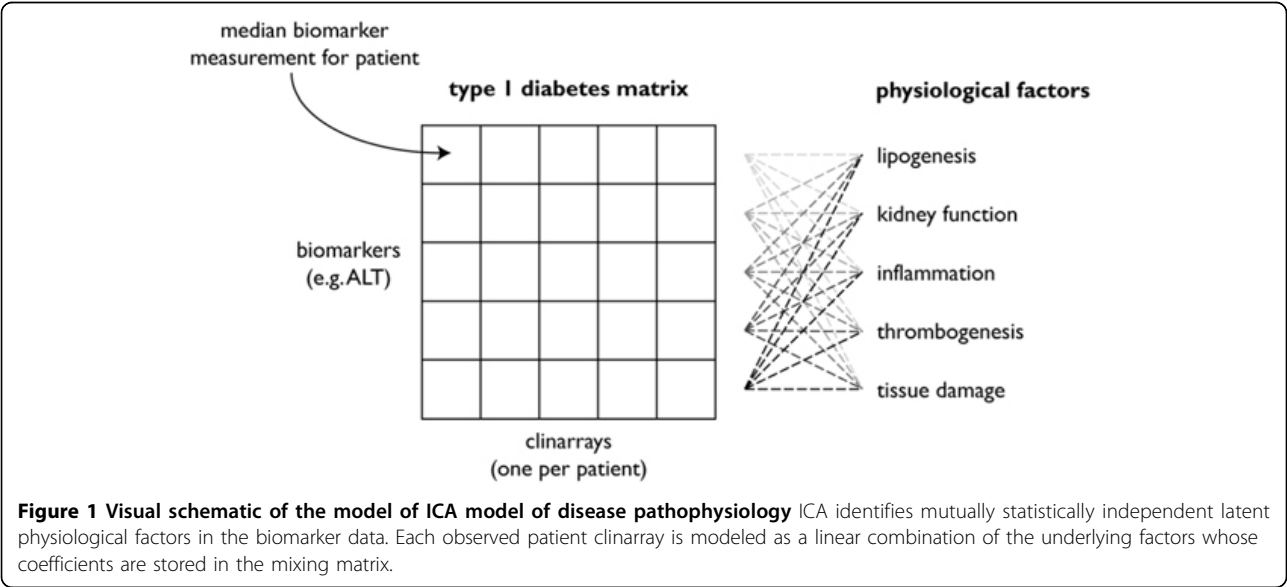 median biomarker
measurement for patient
type 1 diabetes matrix
physiological factors
biomarkers
(e.g. ALT)
lipogenesis
kidney function
inflammation
thrombogenesis
tissue damage
clinarrays
(one per patient)
Figure 1 Visual schematic of the model of ICA model of disease pathophysiology ICA identifies mutually statistically independent latent
physiological factors in the biomarker data. Each observed patient clinarray is modeled as a linear combination of the underlying factors whose
coefficients are stored in the mixing matrix.